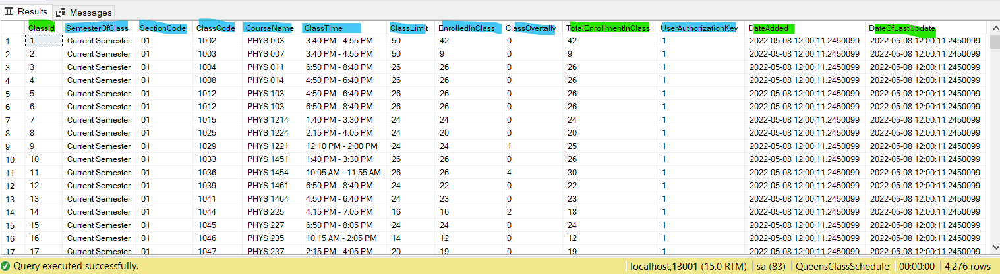 Results Messages
ClassId SemesterOfClass SectionCode ClassCode CourseName ClassTime ClassLimit EnrolledInClass ClassOvertally TotalEnrollmentInClass UserAuthorizationKey DateAdded DateOfLastUpdate
1 1 Current Semester 01 1002 PHYS 003 3:40 PM - 4:55 PM 50 42 0 42 1 2022-05-08 12:00:11.2450099 2022-05-08 12:00:11.2450099
2 2 Current Semester 01 1003 PHYS 007 3:40 PM - 4:55 PM 50 9 0 9 1 2022-05-08 12:00:11.2450099 2022-05-08 12:00:11.2450099
3 3 Current Semester 01 1004 PHYS 011 6:50 PM - 8:40 PM 26 26 0 26 1 2022-05-08 12:00:11.2450099 2022-05-08 12:00:11.2450099
4 4 Current Semester 01 1008 PHYS 014 4:50 PM - 6:40 PM 26 26 0 26 1 2022-05-08 12:00:11.2450099 2022-05-08 12:00:11.2450099
5 5 Current Semester 01 1012 PHYS 103 4:50 PM - 6:40 PM 26 26 0 26 1 2022-05-08 12:00:11.2450099 2022-05-08 12:00:11.2450099
6 6 Current Semester 01 1012 PHYS 103 6:50 PM - 8:40 PM 26 26 0 26 1 2022-05-08 12:00:11.2450099 2022-05-08 12:00:11.2450099
7 7 Current Semester 01 1015 PHYS 1214 1:40 PM - 3:30 PM 24 24 0 24 1 2022-05-08 12:00:11.2450099 2022-05-08 12:00:11.2450099
8 8 Current Semester 01 1025 PHYS 1224 2:15 PM - 4:05 PM 24 20 0 20 1 2022-05-08 12:00:11.2450099 2022-05-08 12:00:11.2450099
9 9 Current Semester 01 1029 PHYS 1221 12:10 PM - 2:00 PM 24 24 1 25 1 2022-05-08 12:00:11.2450099 2022-05-08 12:00:11.2450099
10 10 Current Semester 01 1033 PHYS 1451 1:40 PM - 3:30 PM 26 26 0 26 1 2022-05-08 12:00:11.2450099 2022-05-08 12:00:11.2450099
11 11 Current Semester 01 1036 PHYS 1454 10:05 AM - 11:55 AM 26 26 4 30 1 2022-05-08 12:00:11.2450099 2022-05-08 12:00:11.2450099
12 12 Current Semester 01 1039 PHYS 1461 6:50 PM - 8:40 PM 24 22 0 22 1 2022-05-08 12:00:11.2450099 2022-05-08 12:00:11.2450099
13 13 Current Semester 01 1041 PHYS 1464 4:50 PM - 6:40 PM 24 23 0 23 1 2022-05-08 12:00:11.2450099 2022-05-08 12:00:11.2450099
14 14 Current Semester 01 1044 PHYS 225 4:15 PM - 7:05 PM 16 16 2 18 1 2022-05-08 12:00:11.2450099 2022-05-08 12:00:11.2450099
15 15 Current Semester 01 1045 PHYS 227 6:50 PM - 8:05 PM 24 24 0 24 1 2022-05-08 12:00:11.2450099 2022-05-08 12:00:11.2450099
16 16 Current Semester 01 1046 PHYS 235 10:15 AM - 2:05 PM 14 12 0 12 1 2022-05-08 12:00:11.2450099 2022-05-08 12:00:11.2450099
17 17 Current Semester 01 1047 PHYS 237 2:15 PM - 4:05 PM 20 19 0 19 1 2022-05-08 12:00:11.2450099 2022-05-08 12:00:11.2450099
Query executed successfully. localhost,13001 (15.0 RTM) sa (83) QueensClassSchedule 00:00:00 4,276 rows